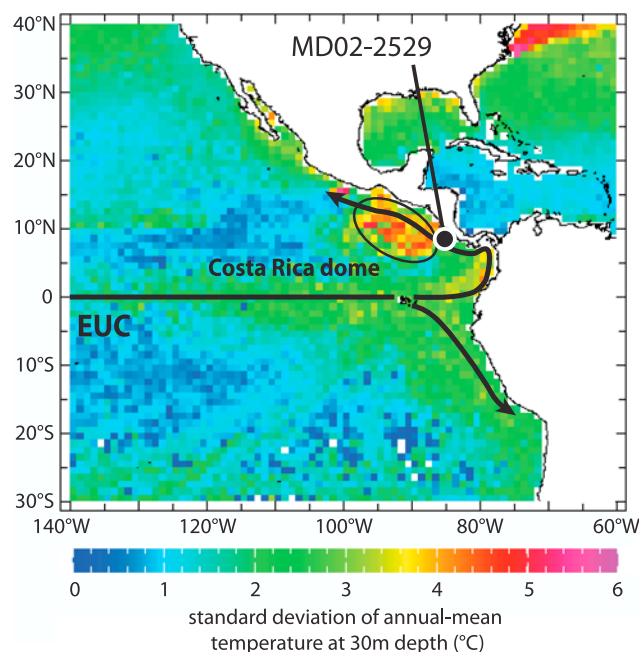 MD02-2529
40°N
30°N
20°N
10°N
0
10°S
20°S
30°S
Costa Rica dome
EUC
140°W
120°W
100°W
80°W
60°W
0
1
2
3
4
5
6
standard deviation of annual-mean
temperature at 30m depth (°C)